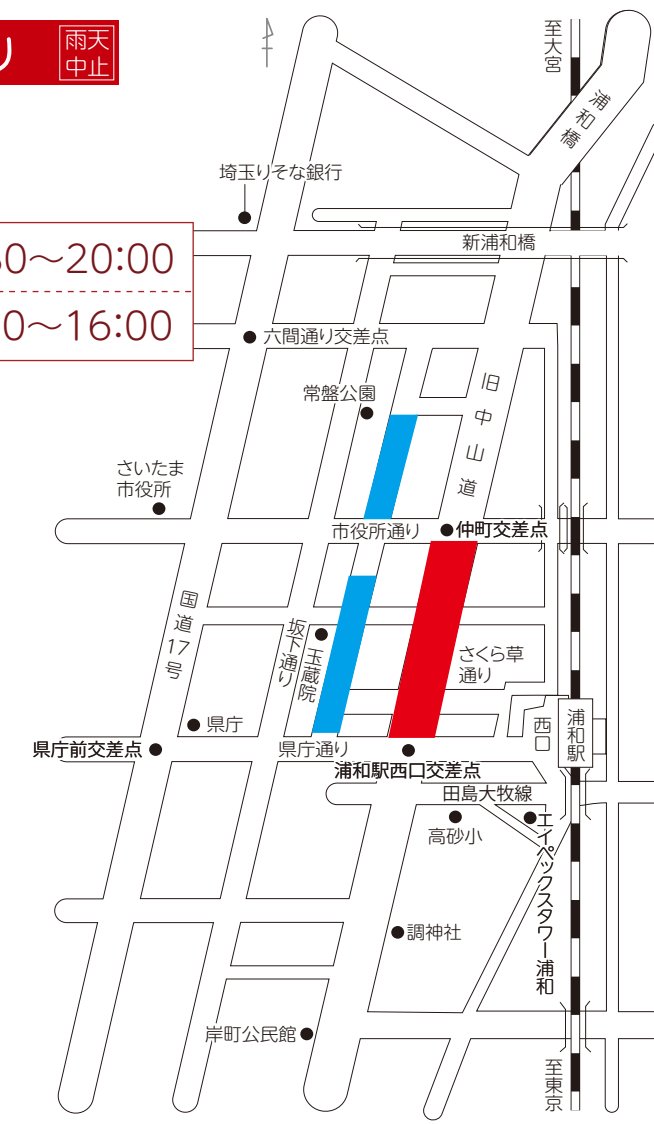 り
雨天
中止
至大宮
浦和橋
埼玉りそな銀行
0～20:00
新浦和橋
0～16:00
六間通り交差点
旧中山道
常盤公園
さいたま
市役所
市役所通り
仲町交差点
国道17号
坂下通り
玉蔵院
さくら草
通り
県庁
西口
浦和駅
県庁前交差点
県庁通り
浦和駅西口交差点
田島大牧線
高砂小
エイペックスタワー浦和
調神社
岸町公民館
至東京